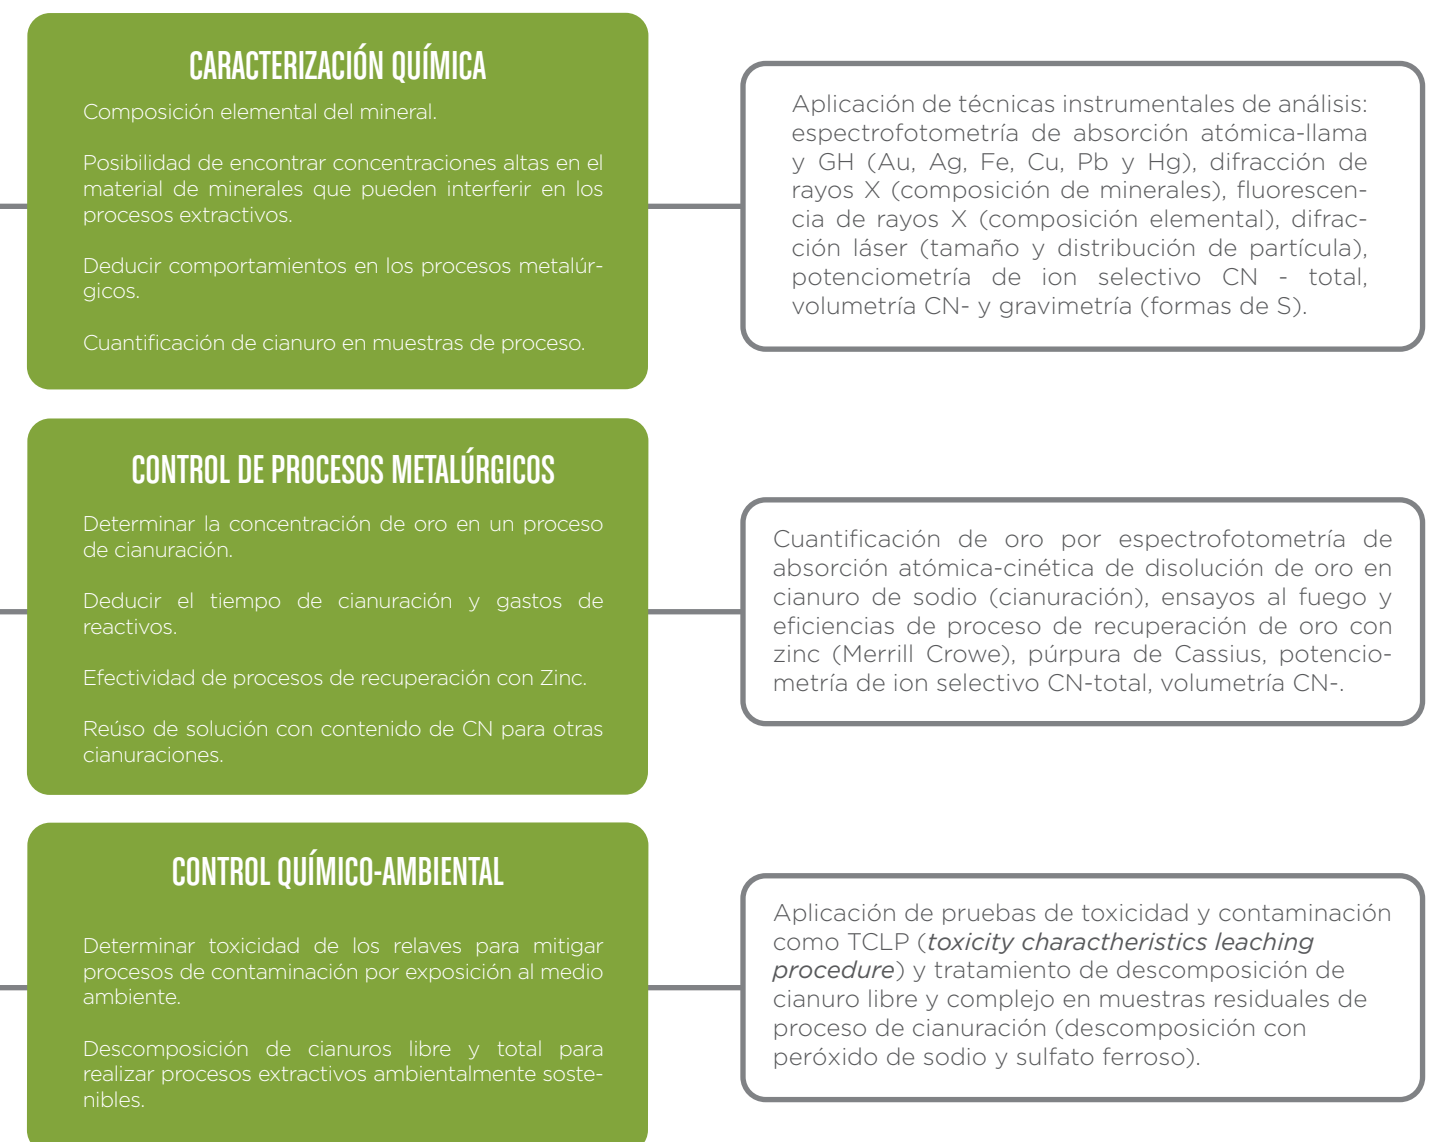 CARACTERIZACIÓN QUÍMICA
Composición elemental del mineral.
Posibilidad de encontrar concentraciones altas en el
material de minerales que pueden interferir en los
procesos extractivos.
Deducir comportamientos en los procesos metalúr-
gicos.
Cuantificación de cianuro en muestras de proceso.
Aplicación de técnicas instrumentales de análisis:
espectrofotometría de absorción atómica-llama
y GH (Au, Ag, Fe, Cu, Pb y Hg), difracción de
rayos X (composición de minerales), fluorescen-
cia de rayos X (composición elemental), difrac-
ción láser (tamaño y distribución de partícula),
potenciometría de ion selectivo CN - total,
volumetría CN- y gravimetría (formas de S).
CONTROL DE PROCESOS METALÚRGICOS
Determinar la concentración de oro en un proceso
de cianuración.
Deducir el tiempo de cianuración y gastos de
reactivos.
Efectividad de procesos de recuperación con Zinc.
Reúso de solución con contenido de CN para otras
cianuraciones.
Cuantificación de oro por espectrofotometría de
absorción atómica-cinética de disolución de oro en
cianuro de sodio (cianuración), ensayos al fuego y
eficiencias de proceso de recuperación de oro con
zinc (Merrill Crowe), púrpura de Cassius, potencio-
metría de ion selectivo CN-total, volumetría CN-.
CONTROL QUÍMICO-AMBIENTAL
Determinar toxicidad de los relaves para mitigar
procesos de contaminación por exposición al medio
ambiente.
Descomposición de cianuros libre y total para
realizar procesos extractivos ambientalmente soste-
nibles.
Aplicación de pruebas de toxicidad y contaminación
como TCLP (toxicity charactheristics leaching
procedure) y tratamiento de descomposición de
cianuro libre y complejo en muestras residuales de
proceso de cianuración (descomposición con
peróxido de sodio y sulfato ferroso).